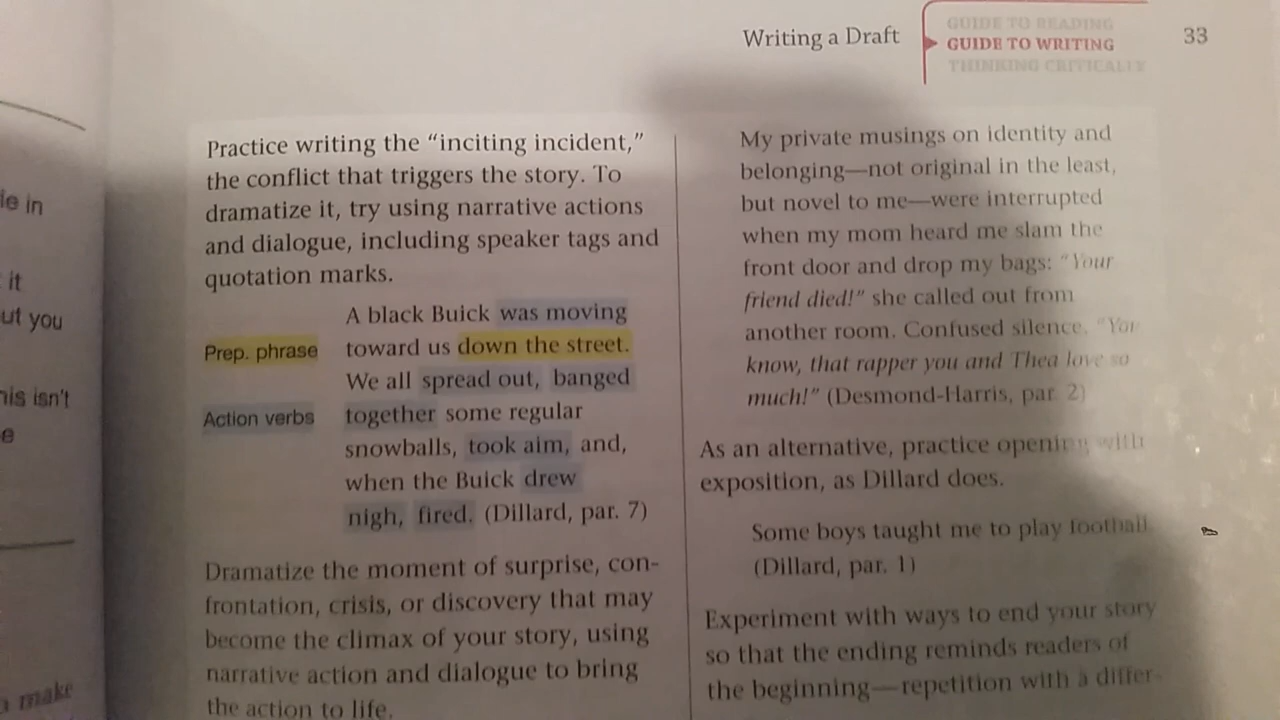 Writing a Draft
GUIDE TO READING
GUIDE TO WRITING
THINKING CRITICALLY
33
Practice writing the “inciting incident,”
the conflict that triggers the story. To
dramatize it, try using narrative actions
and dialogue, including speaker tags and
quotation marks.
A black Buick was moving
Prep. phrase
toward us down the street.
We all spread out, banged
Action verbs
together some regular
snowballs, took aim, and,
when the Buick drew
nigh, fired. (Dillard, par. 7)
Dramatize the moment of surprise, con-
frontation, crisis, or discovery that may
become the climax of your story, using
narrative action and dialogue to bring
the action to life.
My private musings on identity and
belonging—not original in the least,
but novel to me—were interrupted
when my mom heard me slam the
front door and drop my bags: “Your
friend died!” she called out from
another room. Confused silence. “You
know, that rapper you and Thea love so
much!” (Desmond-Harris, par. 2)
As an alternative, practice opening with
exposition, as Dillard does.
Some boys taught me to play football.
(Dillard, par. 1)
Experiment with ways to end your story
so that the ending reminds readers of
the beginning—repetition with a differ-
in
it
ut you
his isn't
e
make